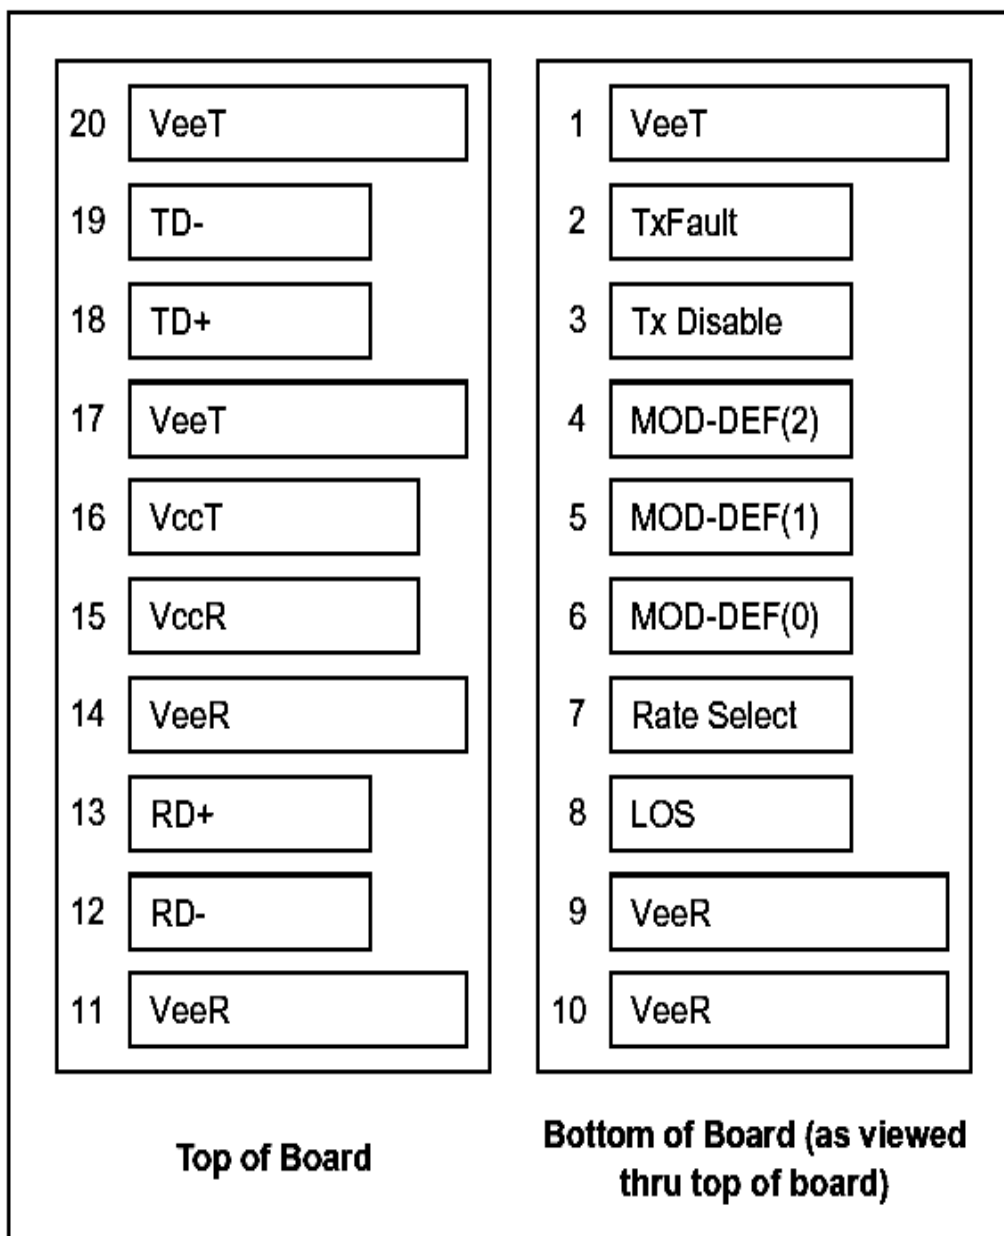 20 VeeT
19 TD-
18 TD+
17 VeeT
16 VccT
15 VccR
14 VeeR
13 RD+
12 RD-
11 VeeR
Top of Board
1 VeeT
2 TxFault
3 Tx Disable
4 MOD-DEF(2)
5 MOD-DEF(1)
6 MOD-DEF(0)
7 Rate Select
8 LOS
9 VeeR
10 VeeR
Bottom of Board (as viewed
thru top of board)